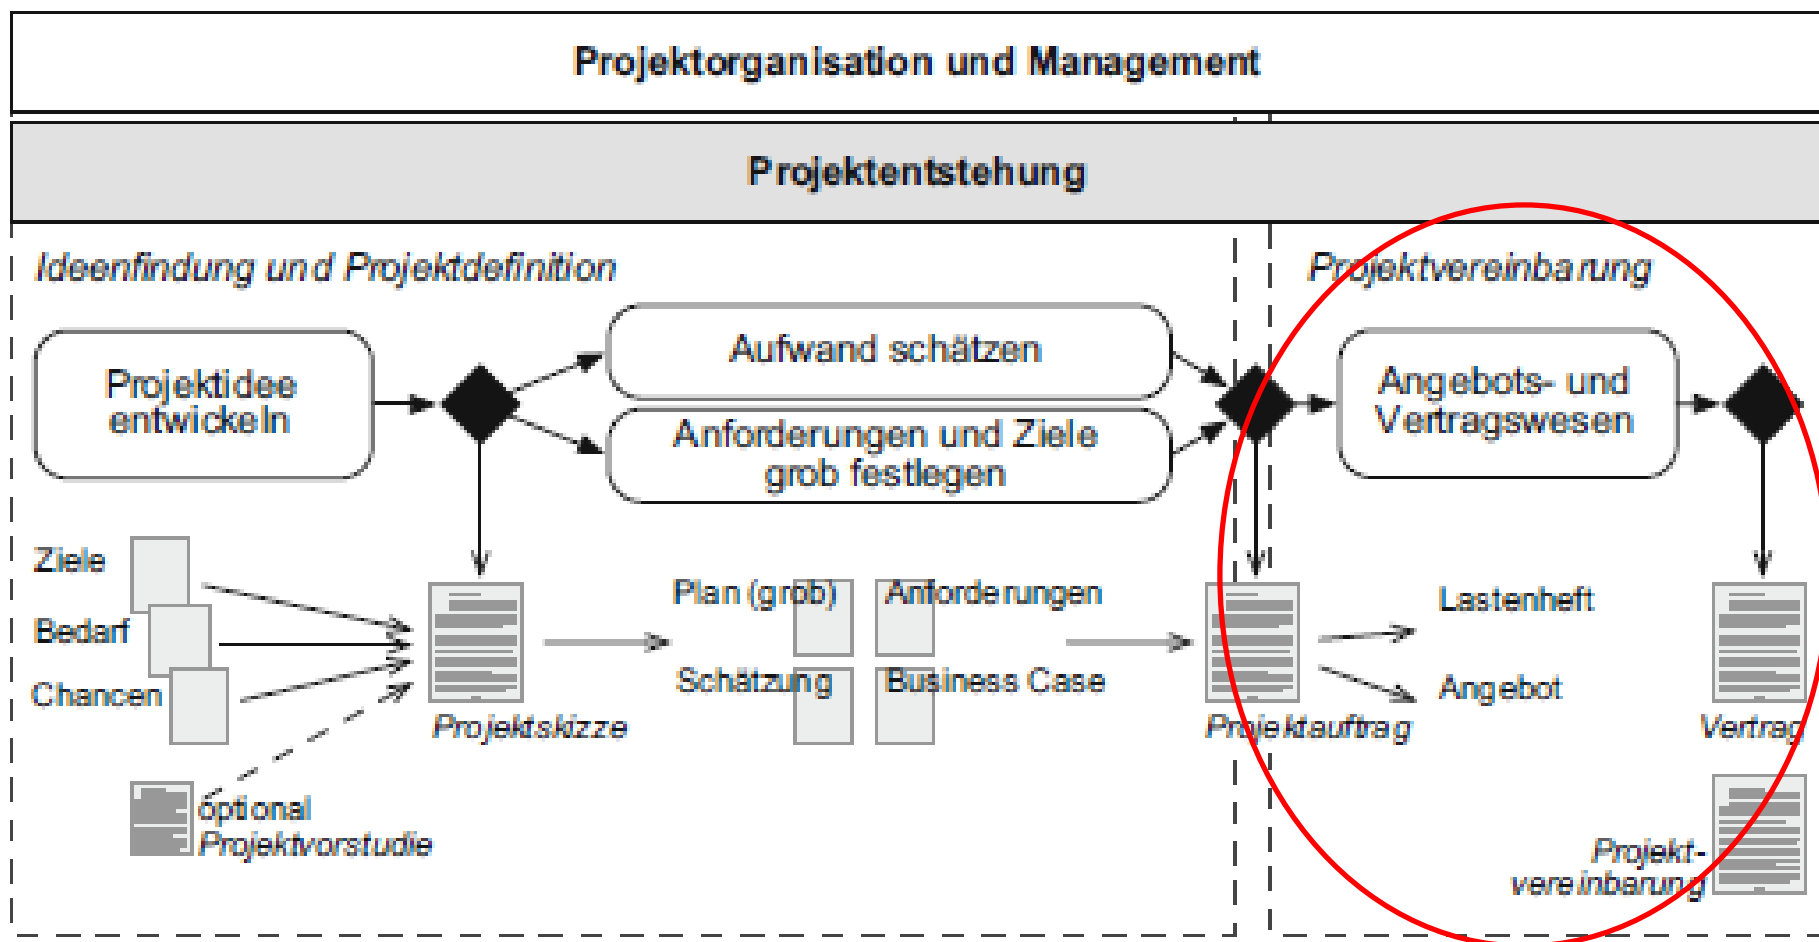 Projektorganisation und Management
Projektentstehung
Ideenfindung und Projektdefinition
Projektvereinbarung
Projektidee
entwickeln
Aufwand schätzen
Anforderungen und Ziele
grob festlegen
Angebots- und
Vertragswesen
Ziele
Bedarf
Chancen
optional
Projektvorstudie
Projektskizze
Plan (grob)
Anforderungen
Schätzung
Business Case
Projektauftrag
Lastenheft
Angebot
Vertrag
Projekt-
vereinbarung